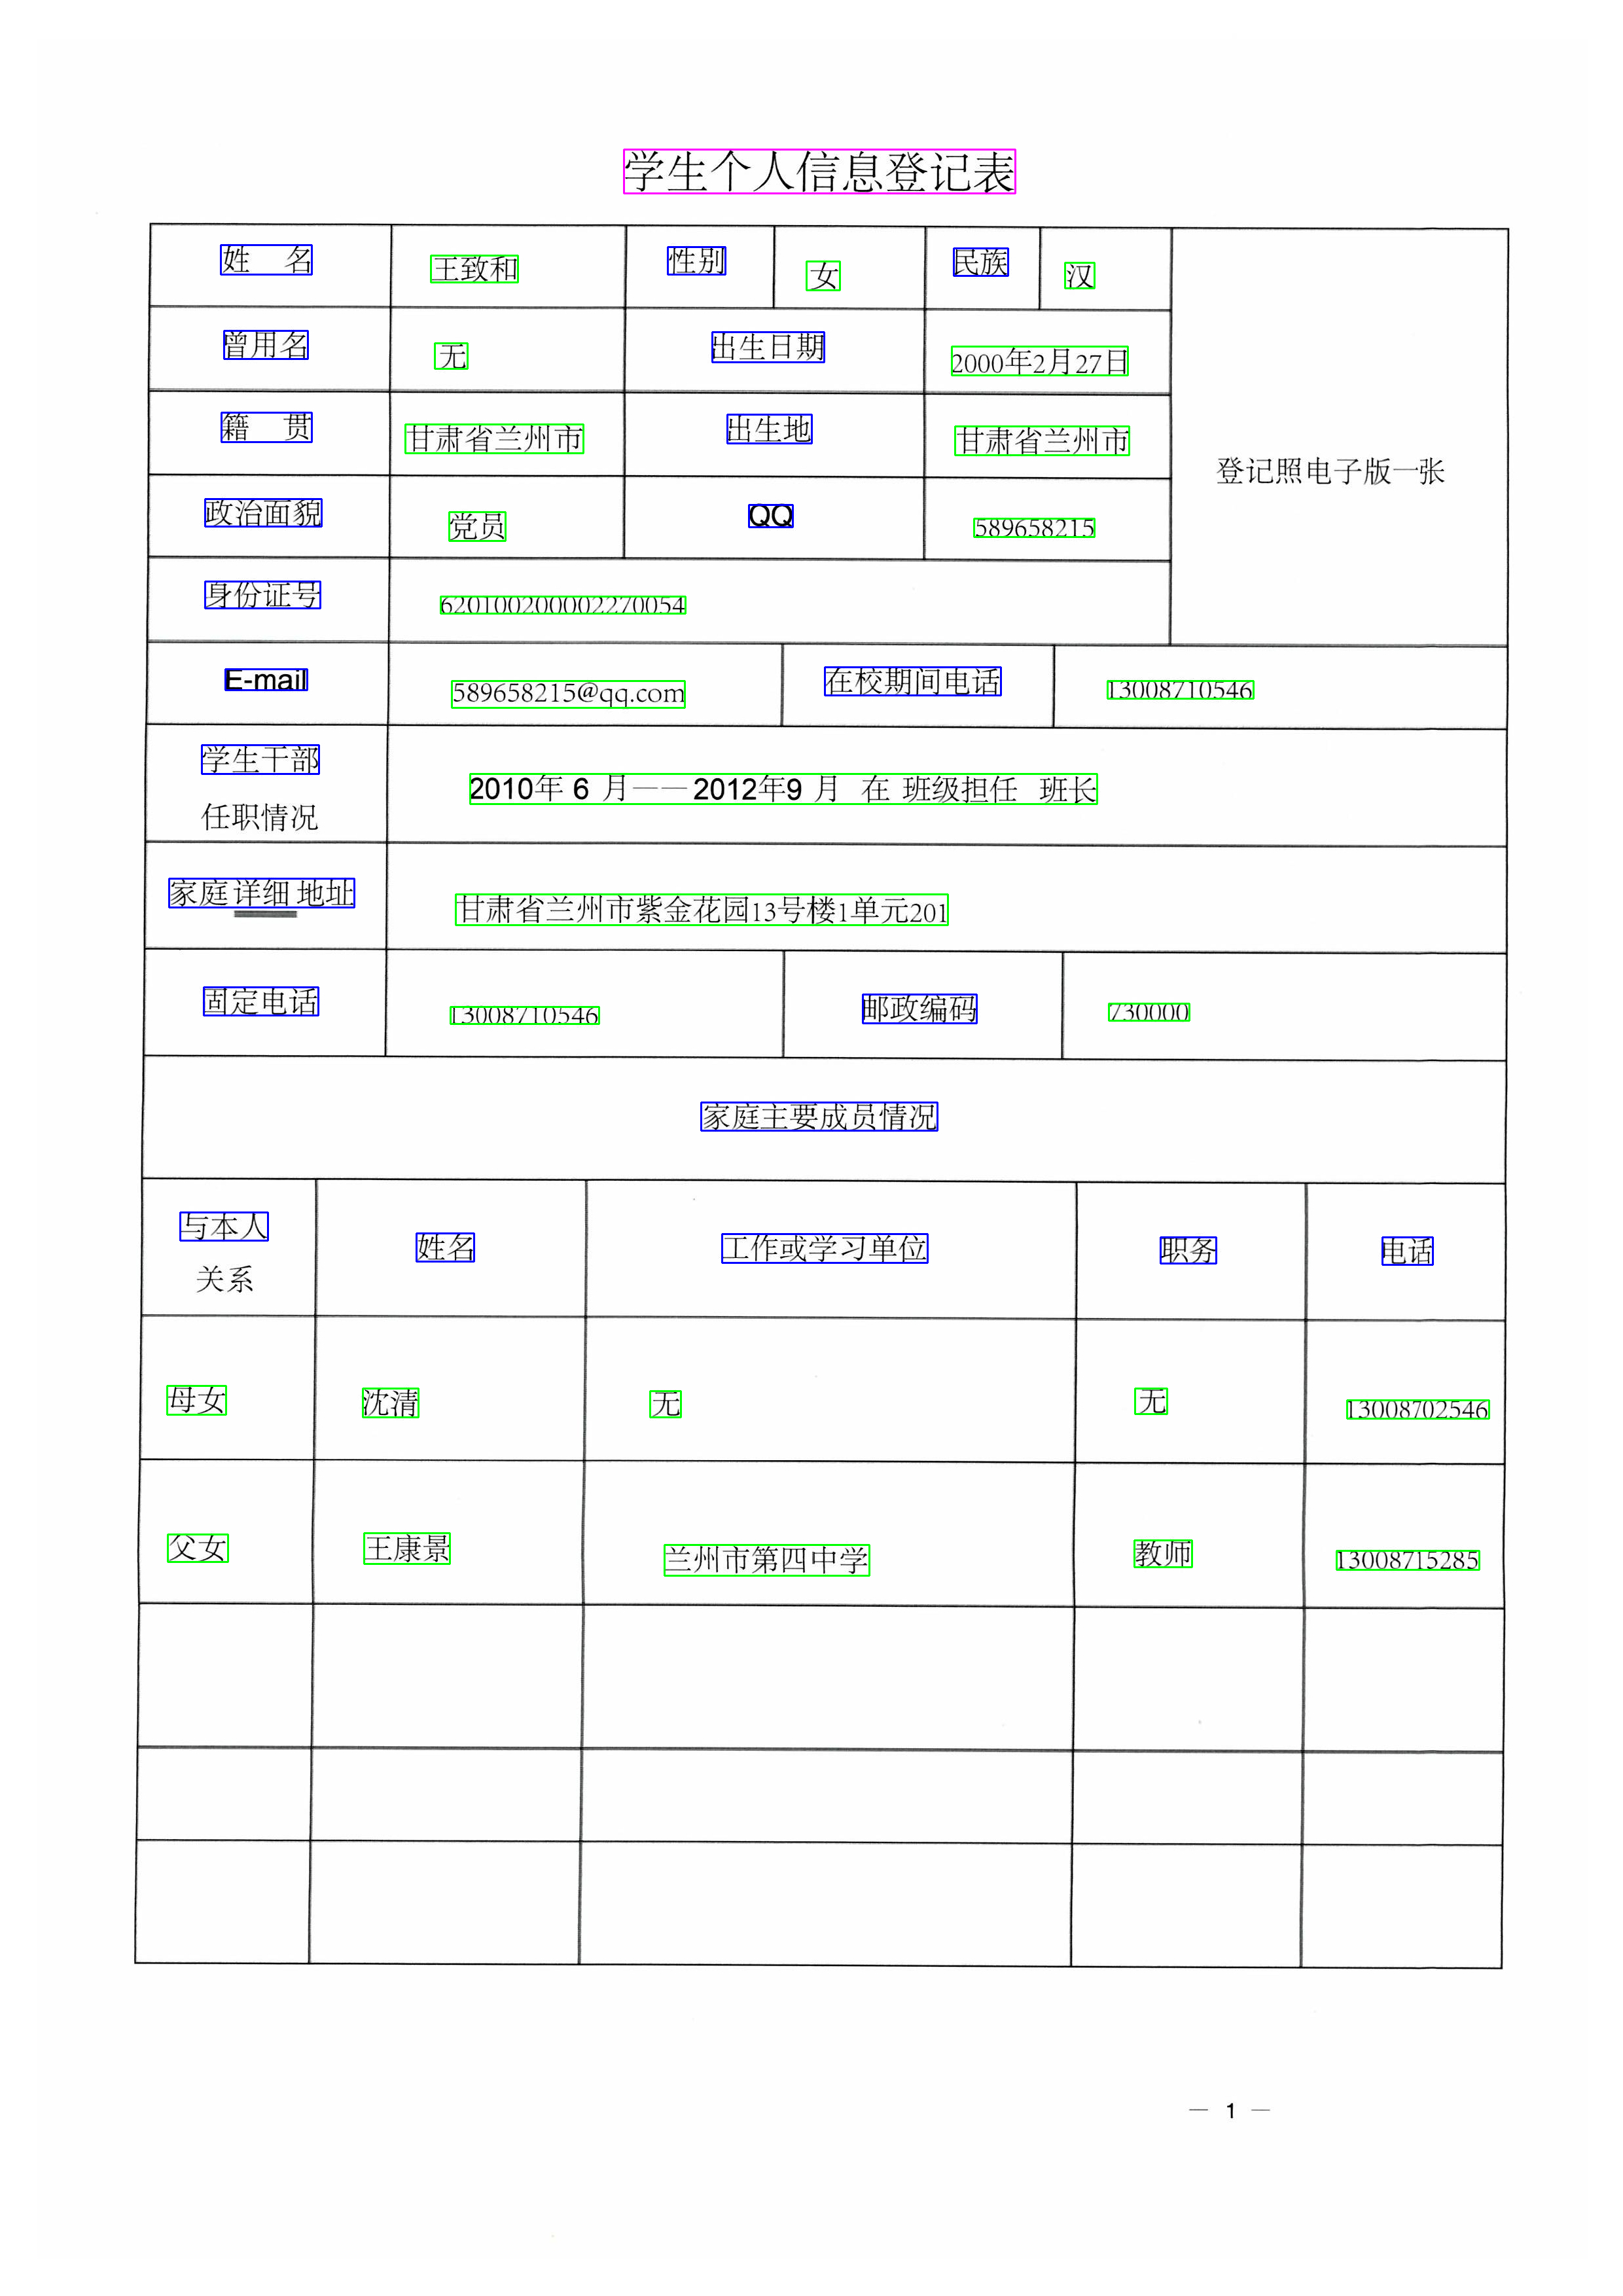 学生个人信息登记表
姓 名 王致和 性别 女 民族 汉
曾用名 无 出生日期 2000年2月27日
籍 贯 甘肃省兰州市 出生地 甘肃省兰州市
登记照电子版一张
政治面貌 党员 QQ 589658215
身份证号 620100200002270054
E-mail 589658215@qq.com 在校期间电话 13008710546
学生干部
任职情况
2010年 6 月——2012年9 月 在 班级担任 班长
家庭详细地址 甘肃省兰州市紫金花园13号楼1单元201
固定电话 13008710546 邮政编码 730000
家庭主要成员情况
与本人
关系
姓名 工作或学习单位 职务 电话
母女 沈清 无 无 13008702546
父女 王康景 兰州市第四中学 教师 13008715285
— 1 —